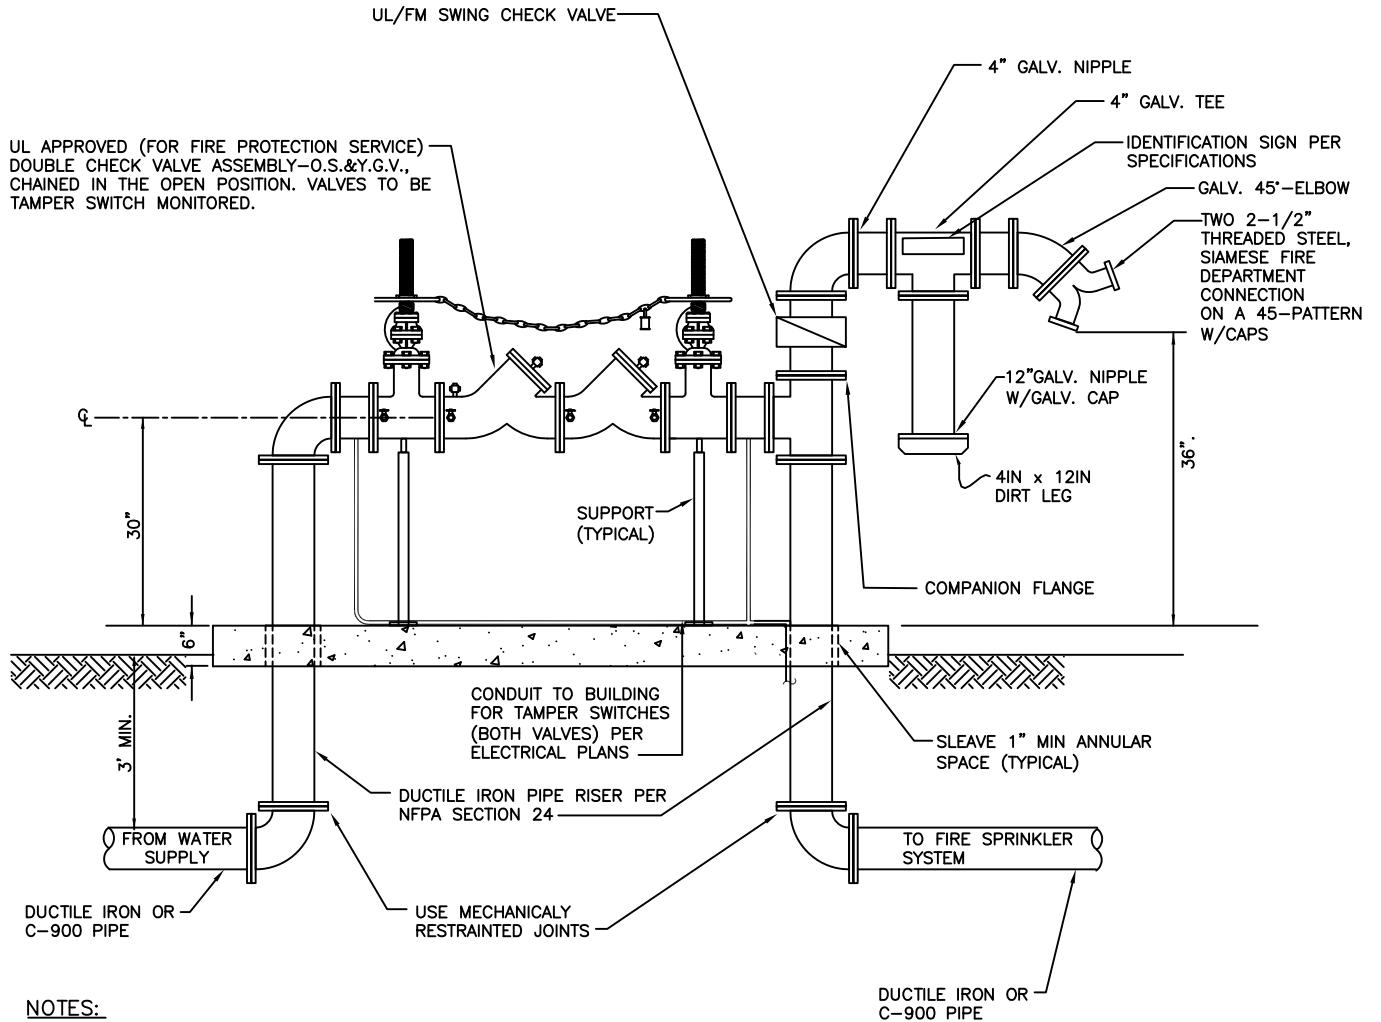 UL/FM SWING CHECK VALVE
4" GALV. NIPPLE
4" GALV. TEE
IDENTIFICATION SIGN PER
SPECIFICATIONS
GALV. 45°-ELBOW
TWO 2-1/2"
THREADED STEEL,
SIAMESE FIRE
DEPARTMENT
CONNECTION
ON A 45-PATTERN
W/CAPS
UL APPROVED (FOR FIRE PROTECTION SERVICE)
DOUBLE CHECK VALVE ASSEMBLY-O.S.&Y.G.V.,
CHAINED IN THE OPEN POSITION. VALVES TO BE
TAMPER SWITCH MONITORED.
℄
12"GALV. NIPPLE
W/GALV. CAP
36".
4IN x 12IN
DIRT LEG
30"
SUPPORT
(TYPICAL)
COMPANION FLANGE
6"
3' MIN.
CONDUIT TO BUILDING
FOR TAMPER SWITCHES
(BOTH VALVES) PER
ELECTRICAL PLANS
SLEAVE 1" MIN ANNULAR
SPACE (TYPICAL)
DUCTILE IRON PIPE RISER PER
NFPA SECTION 24
FROM WATER
SUPPLY
TO FIRE SPRINKLER
SYSTEM
DUCTILE IRON OR
C-900 PIPE
USE MECHANICALY
RESTRAINTED JOINTS
DUCTILE IRON OR
C-900 PIPE
NOTES: